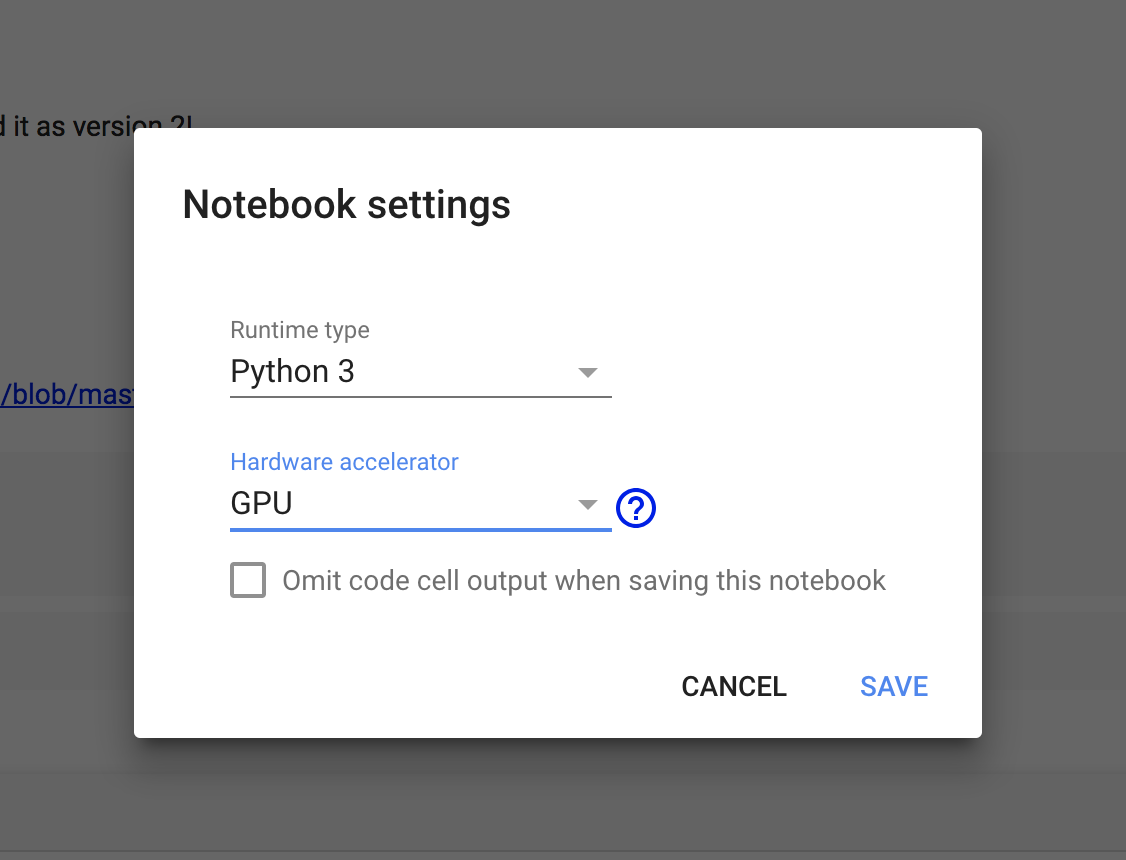 it as version 2!
Notebook settings
Runtime type
Python 3
/blob/mast
Hardware accelerator
GPU
?
Omit code cell output when saving this notebook
CANCEL
SAVE